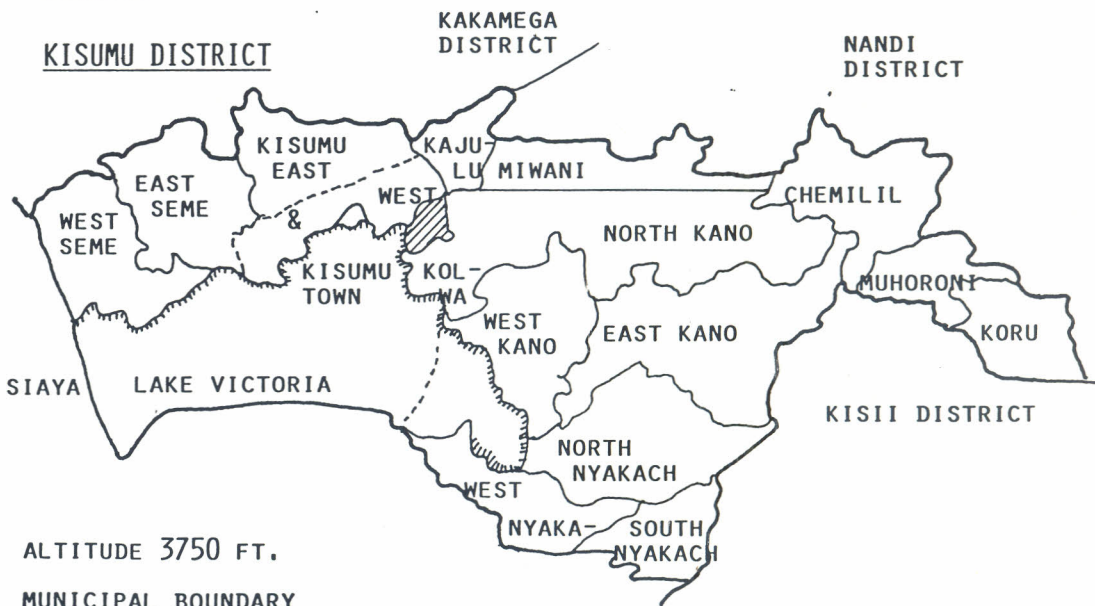 KISUMU DISTRICT
KAKAMEGA
DISTRICT
NANDI
DISTRICT
KISUMU
EAST
KAJU-
LU
MIWANI
EAST
SEME
WEST
CHEMILIL
WEST
SEME
&
NORTH KANO
KISUMU
TOWN
KOL-
WA
MUHORONI
WEST
KANO
EAST KANO
KORU
SIAYA
LAKE VICTORIA
KISII DISTRICT
NORTH
NYAKACH
WEST
NYAKA-
SOUTH
NYAKACH
ALTITUDE 3750 FT.
MUNICIPAL BOUNDARY